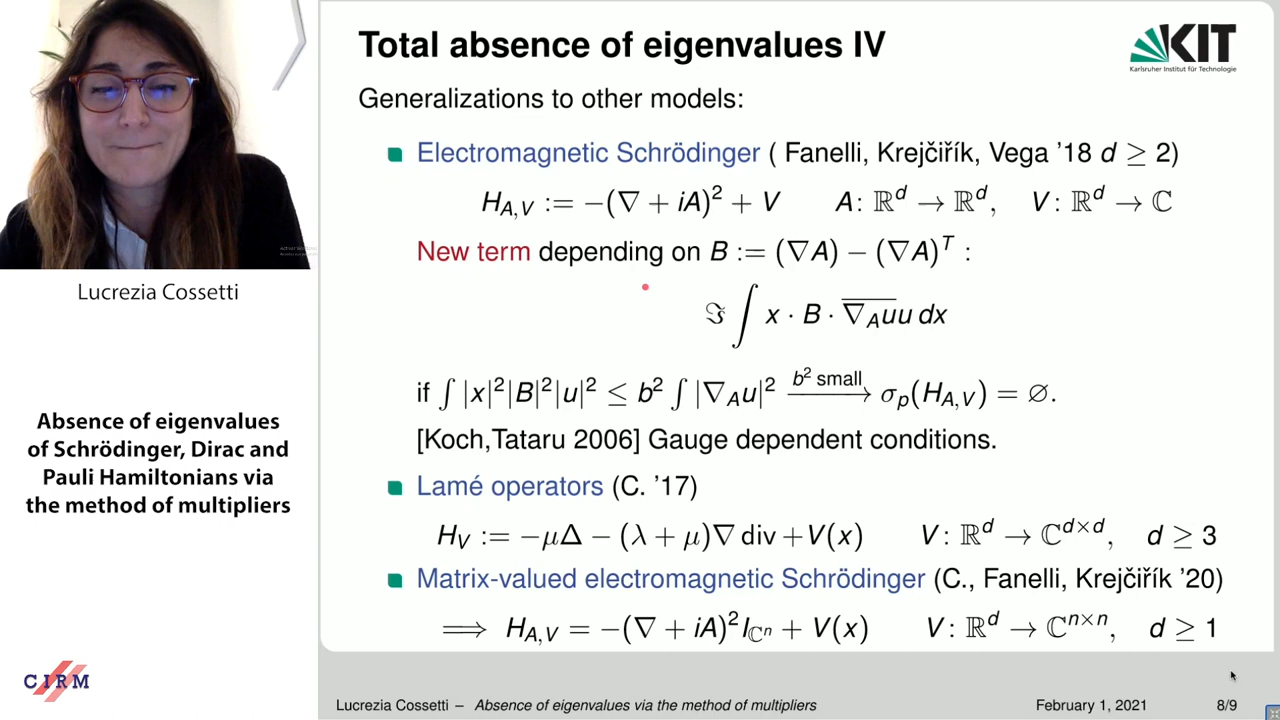 Total absence of eigenvalues IV
KIT
Karlsruher Institut für Technologie
Generalizations to other models:
Electromagnetic Schrödinger ( Fanelli, Krejčiřík, Vega '18 d ≥ 2)
H_{A,V} := −(∇ + iA)² + V   A: ℝ^d → ℝ^d,   V: ℝ^d → ℂ
New term depending on B := (∇A) − (∇A)^T :
ℑ ∫ x · B · \overline{∇_A u}u dx
if ∫ |x|²|B|²|u|² ≤ b² ∫ |∇_A u|² \xrightarrow{b² small} σ_p(H_{A,V}) = ∅.
[Koch,Tataru 2006] Gauge dependent conditions.
Lamé operators (C. '17)
H_V := −μΔ − (λ + μ)∇ div + V(x)   V: ℝ^d → ℂ^{d×d},   d ≥ 3
Matrix-valued electromagnetic Schrödinger (C., Fanelli, Krejčiřík '20)
⟹ H_{A,V} = −(∇ + iA)² I_{ℂ^n} + V(x)   V: ℝ^d → ℂ^{n×n},   d ≥ 1
Lucrezia Cossetti
Absence of eigenvalues
of Schrödinger, Dirac and
Pauli Hamiltonians via
the method of multipliers
CIRM
Lucrezia Cossetti – Absence of eigenvalues via the method of multipliers   February 1, 2021   8/9